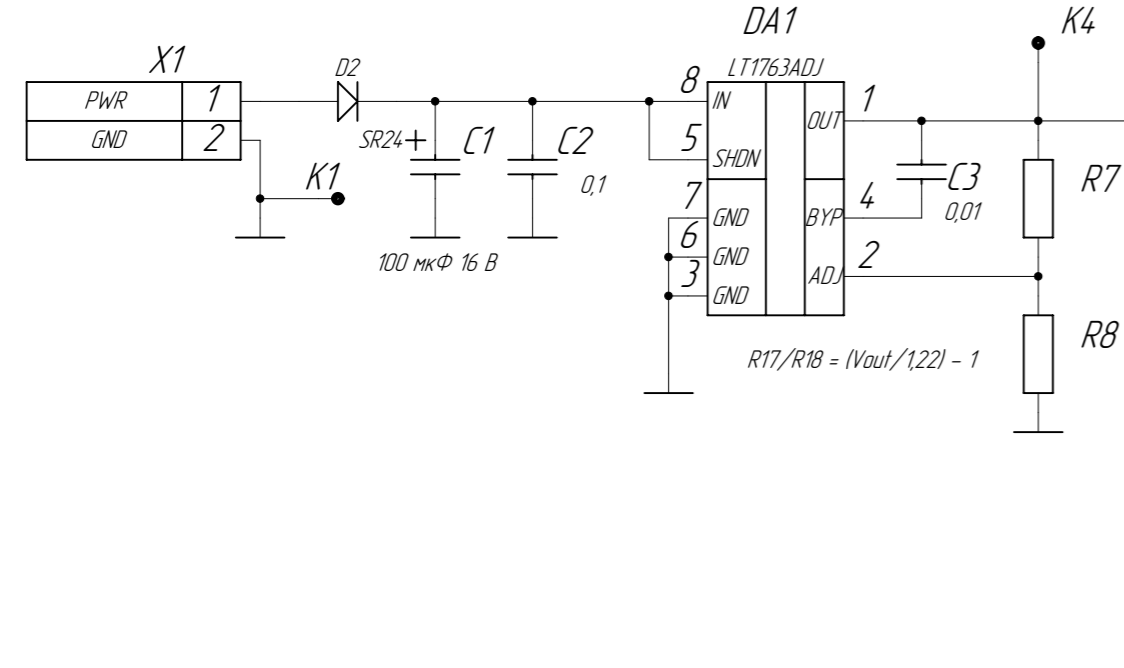 DA1
K4
X1
D2
LT1763ADJ
PWR 1
8 IN
OUT 1
GND 2
SR24 + C1
C2
5 SHDN
0,1
K1
C3
0,01
R7
7 GND
BYP 4
6 GND
100 мкФ 16 В
3 GND
ADJ 2
R8
R17/R18 = (Vout/1,22) - 1